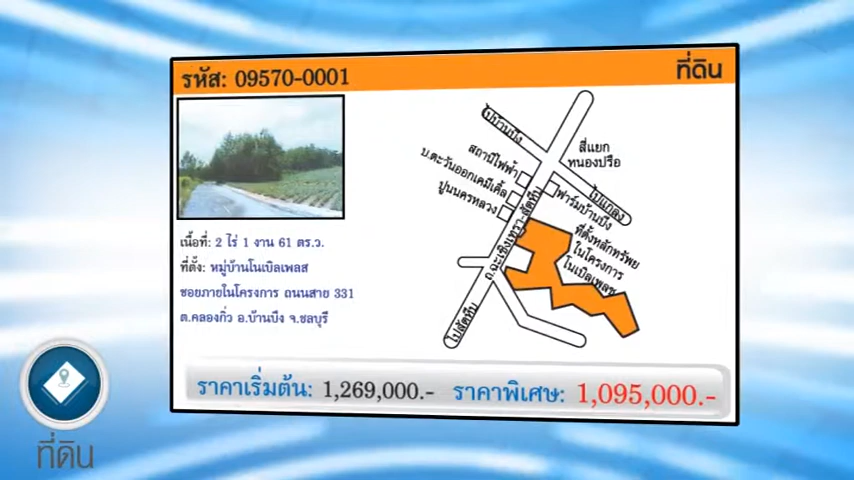 รหัส: 09570-0001
ที่ดิน
เนื้อที่: 2 ไร่ 1 งาน 61 ตร.ว.
ที่ตั้ง: หมู่บ้านโนเบิลเพลส
ซอยภายในโครงการ ถนนสาย 331
ต.คลองกิ่ว อ.บ้านบึง จ.ชลบุรี
ไปบ้านบึง
สี่แยก
หนองปรือ
สถานีไฟฟ้า
บ.ตะวันออกเคมีเคิ้ล
ปูนนครหลวง
ไปแกลง
ฟาร์มบ้านบึง
ถ.ฉะเชิงเทรา-สัตหีบ
ที่ตั้งหลักทรัพย์
ในโครงการ
โนเบิลเพลซ
ไปสัตหีบ
ราคาเริ่มต้น: 1,269,000.- ราคาพิเศษ: 1,095,000.-
ที่ดิน